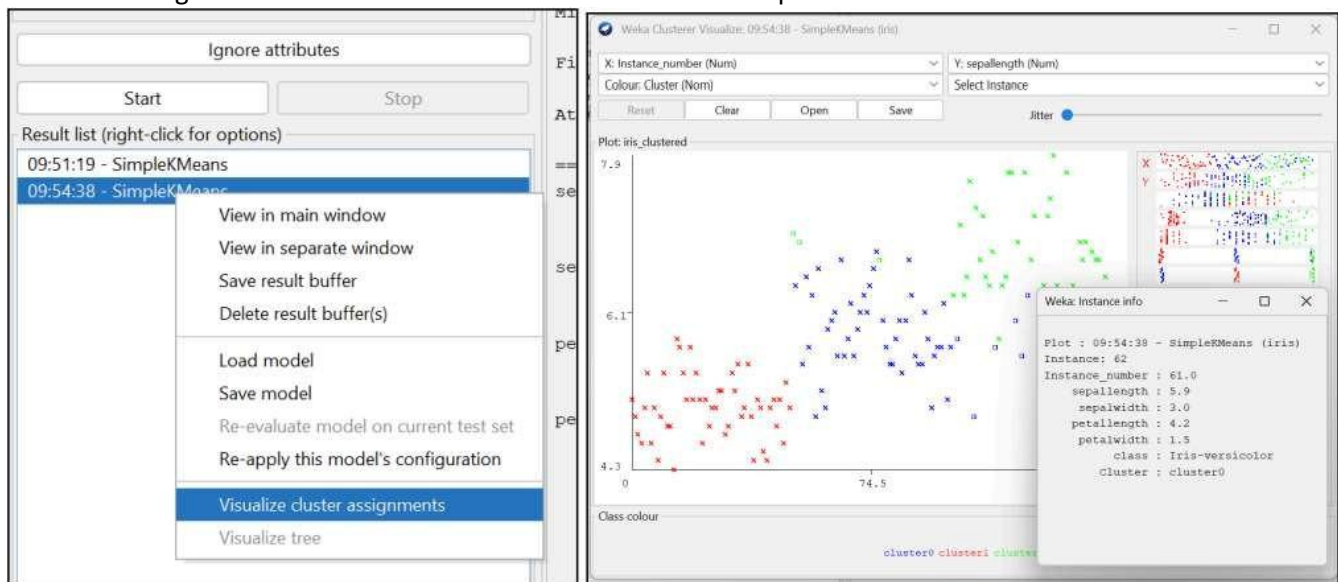 Ignore attributes
Start
Stop
Result list (right-click for options)
09:51:19 - SimpleKMeans
09:54:38 - SimpleKMeans
View in main window
View in separate window
Save result buffer
Delete result buffer(s)
Load model
Save model
Re-evaluate model on current test set
Re-apply this model's configuration
Visualize cluster assignments
Visualize tree
Fi
At
==
se
se
pe
pe
Weka Clusterer Visualize: 09:54:38 - SimpleKMeans (iris)
X: Instance_number (Num)
Y: sepallength (Num)
Colour: Cluster (Nom)
Select Instance
Reset
Clear
Open
Save
Jitter
Plot: iris_clustered
7.9
6.1
4.3
0
74.5
X
Y
Class colour
cluster0 cluster1
Weka: Instance info
Plot : 09:54:38 - SimpleKMeans (iris)
Instance: 62
Instance_number : 61.0
sepallength : 5.9
sepalwidth : 3.0
petallength : 4.2
petalwidth : 1.5
class : Iris-versicolor
Cluster : cluster0